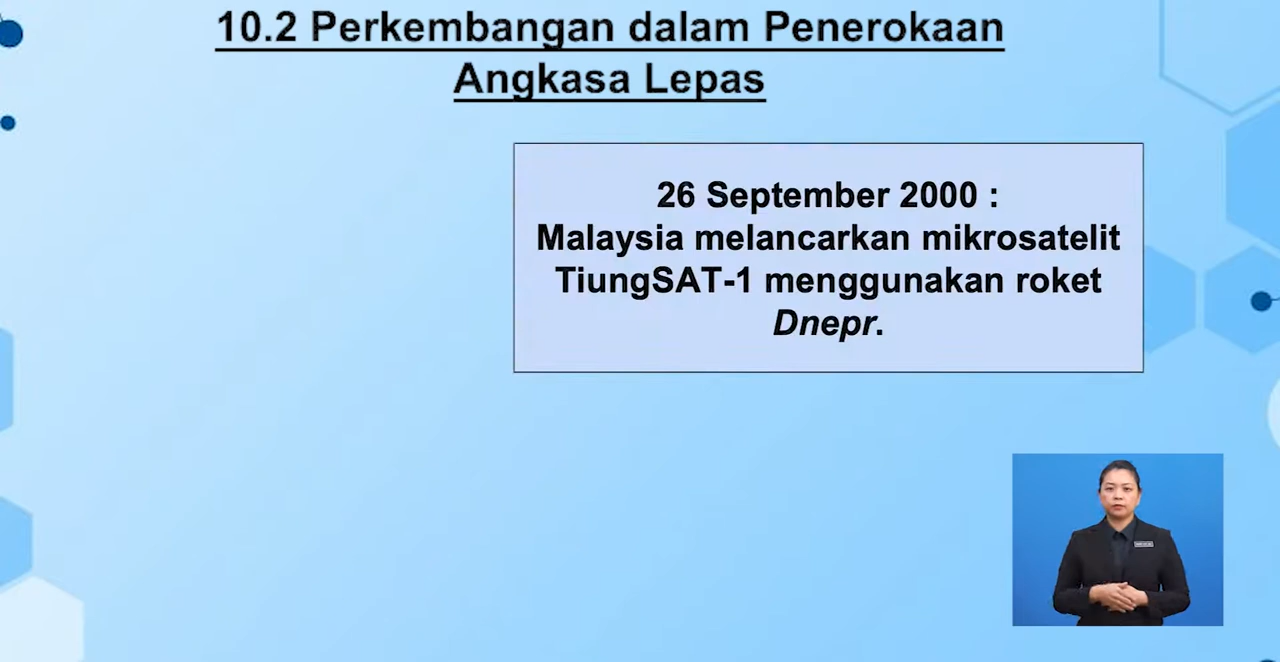 10.2 Perkembangan dalam Penerokaan
Angkasa Lepas
26 September 2000 :
Malaysia melancarkan mikrosatelit
TiungSAT-1 menggunakan roket
Dnepr.